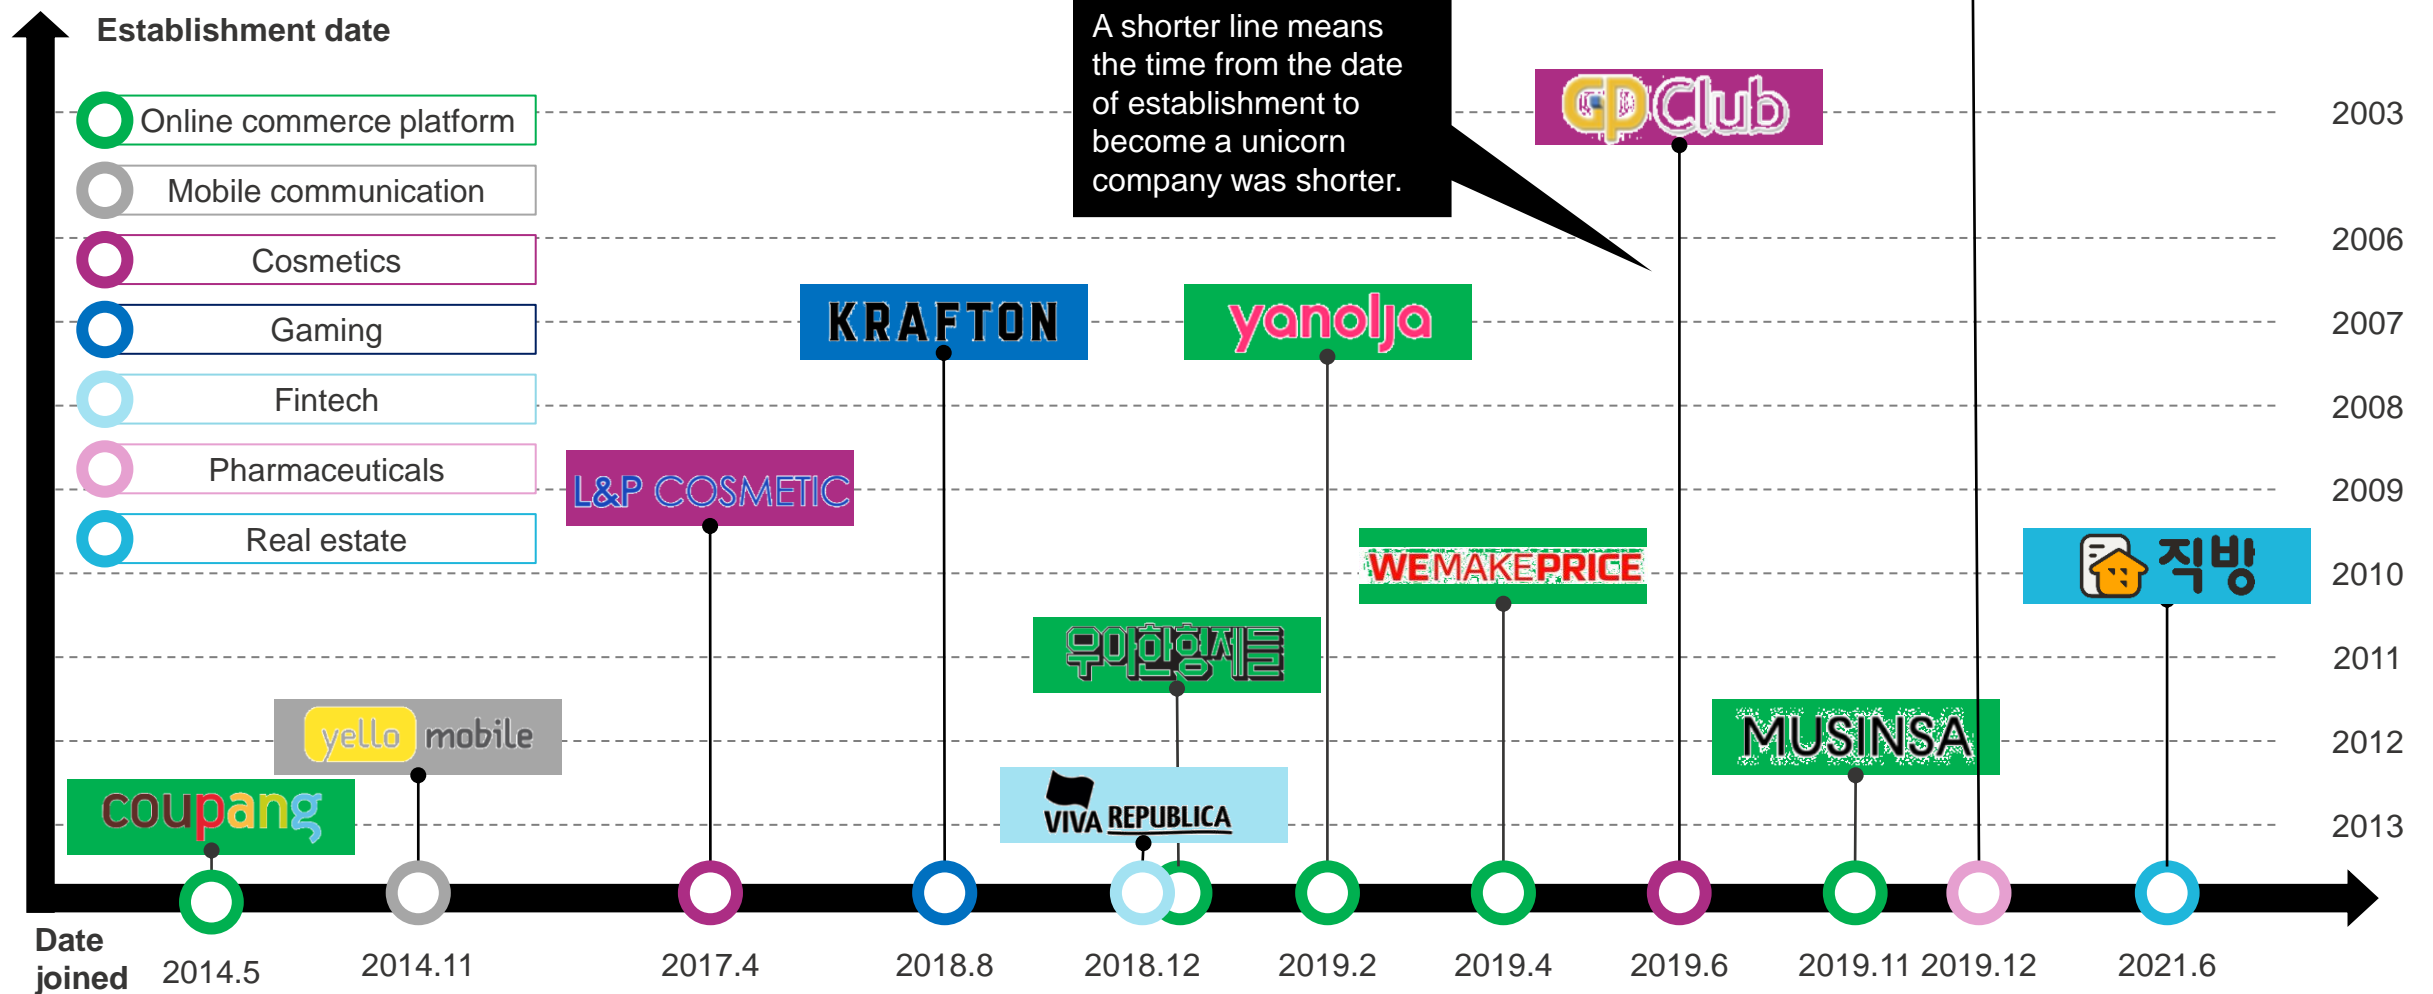 Establishment date
A shorter line means
the time from the date
of establishment to
become a unicorn
company was shorter.
Online commerce platform
Mobile communication
Cosmetics
Gaming
Fintech
Pharmaceuticals
Real estate
GP Club
KRAFTON
yanolja
L&P COSMETIC
WEMAKEPRICE
직방
우아한형제들
yello mobile
MUSINSA
coupang
VIVA REPUBLICA
2003
2006
2007
2008
2009
2010
2011
2012
2013
Date
joined
2014.5
2014.11
2017.4
2018.8
2018.12
2019.2
2019.4
2019.6
2019.11
2019.12
2021.6